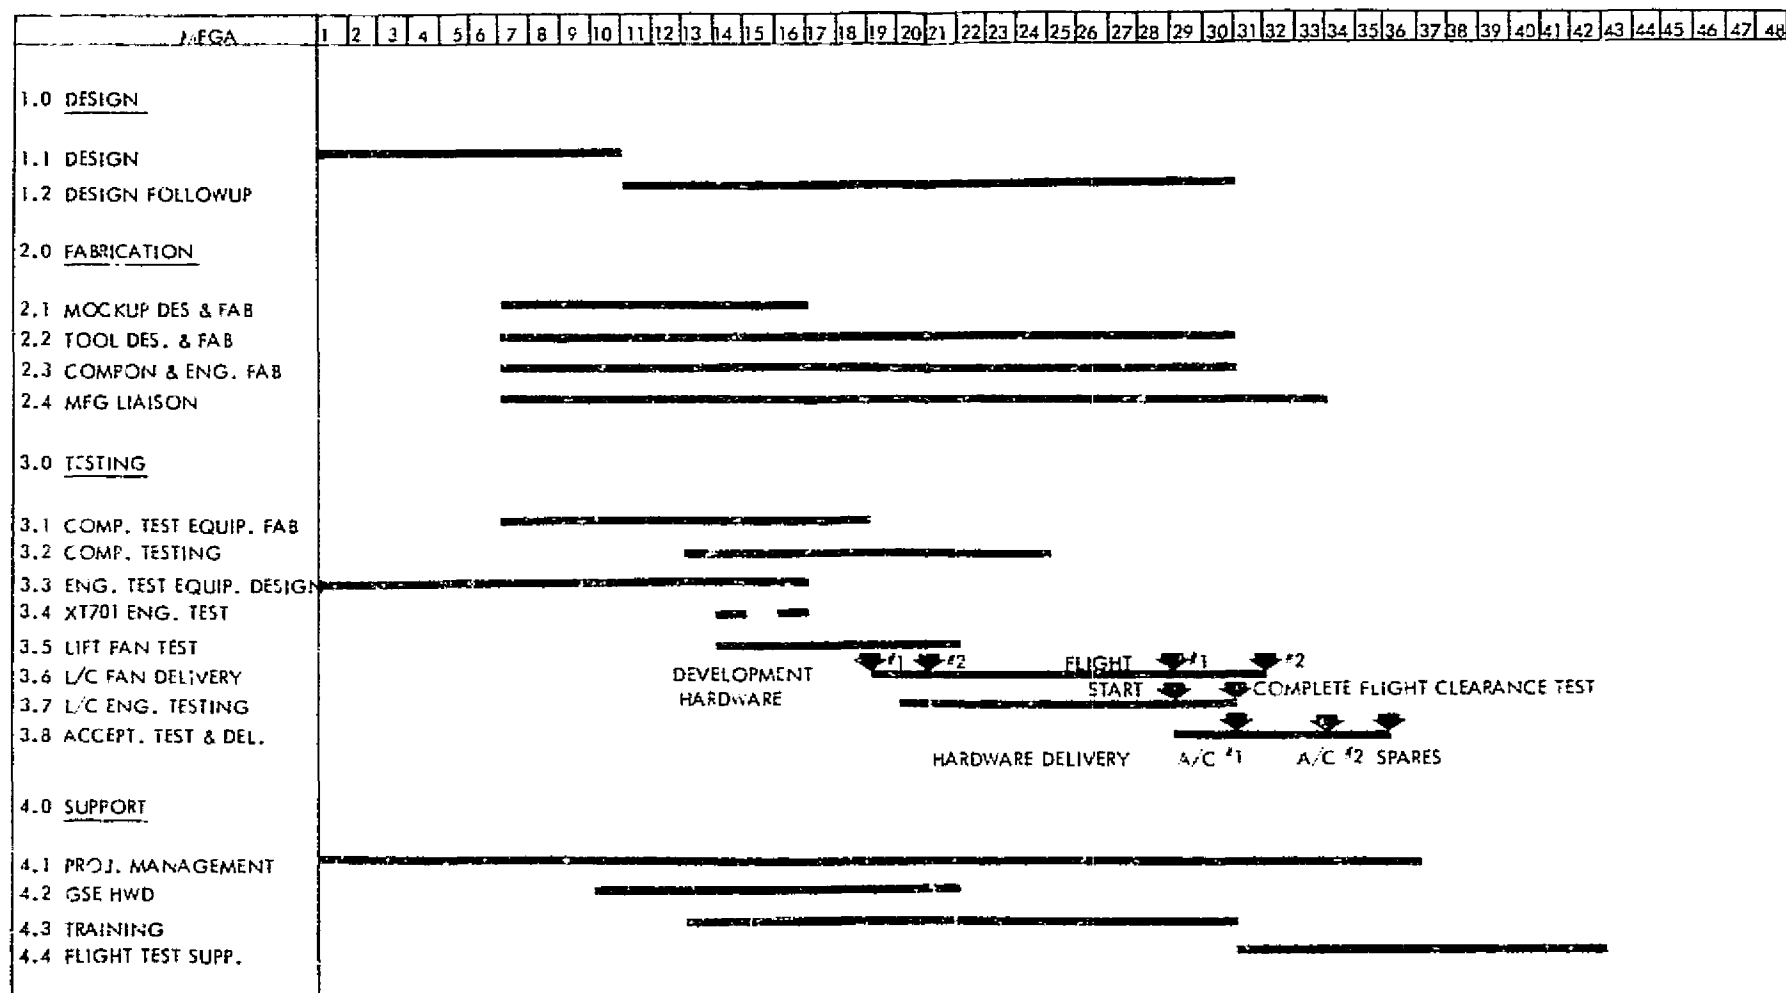 MEGA 1 2 3 4 5 6 7 8 9 10 11 12 13 14 15 16 17 18 19 20 21 22 23 24 25 26 27 28 29 30 31 32 33 34 35 36 37 38 39 40 41 42 43 44 45 46 47 48
1.0 DESIGN
1.1 DESIGN
1.2 DESIGN FOLLOWUP
2.0 FABRICATION
2.1 MOCKUP DES & FAB
2.2 TOOL DES. & FAB
2.3 COMPON & ENG. FAB
2.4 MFG LIAISON
3.0 TESTING
3.1 COMP. TEST EQUIP. FAB
3.2 COMP. TESTING
3.3 ENG. TEST EQUIP. DESIGN
3.4 XT701 ENG. TEST
3.5 LIFT FAN TEST
#1 #2 FLIGHT #1 #2
3.6 L/C FAN DELIVERY DEVELOPMENT
HARDWARE
START COMPLETE FLIGHT CLEARANCE TEST
3.7 L/C ENG. TESTING
3.8 ACCEPT. TEST & DEL.
HARDWARE DELIVERY A/C #1 A/C #2 SPARES
4.0 SUPPORT
4.1 PROJ. MANAGEMENT
4.2 GSE HWD
4.3 TRAINING
4.4 FLIGHT TEST SUPP.